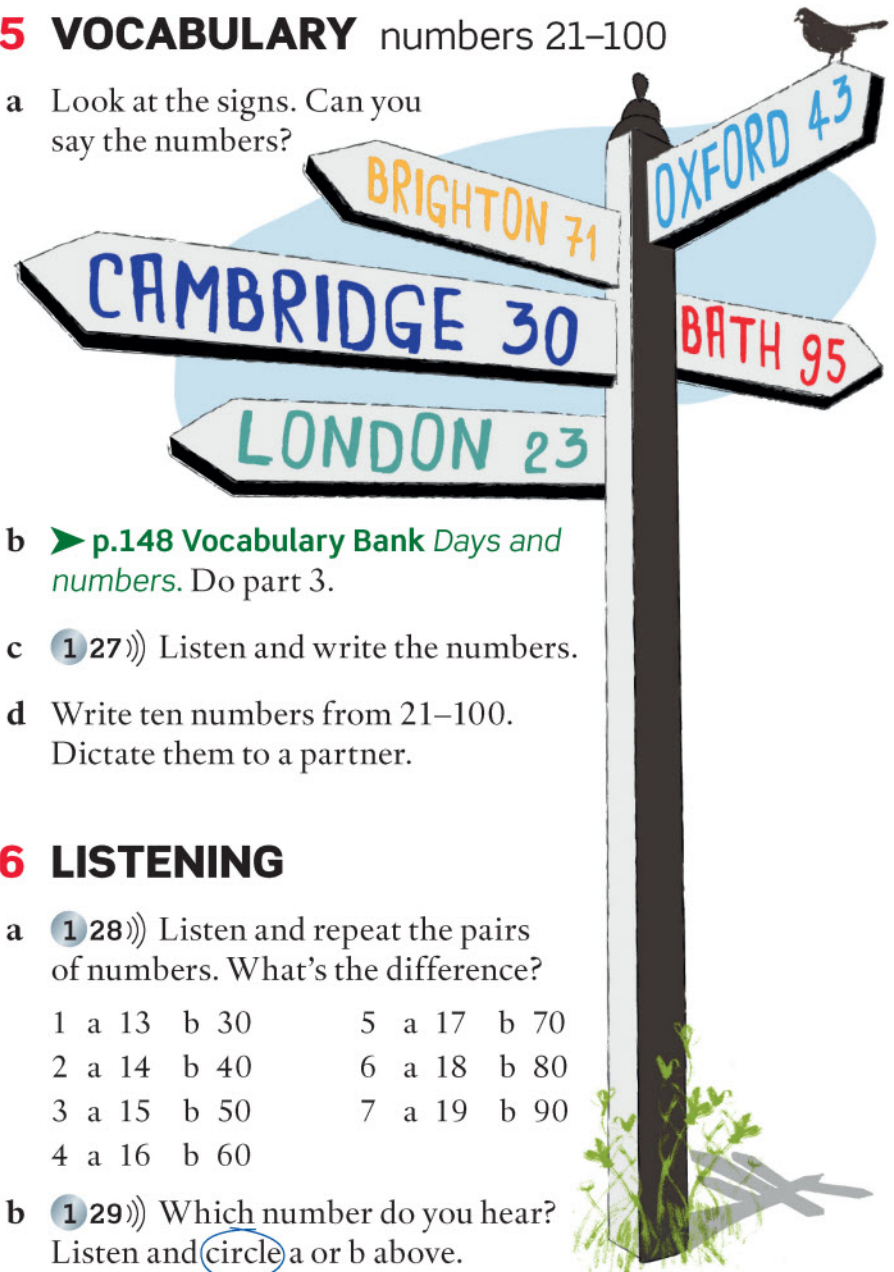 5 VOCABULARY numbers 21–100
a Look at the signs. Can you
say the numbers?
BRIGHTON 71
OXFORD 43
CAMBRIDGE 30
BATH 95
LONDON 23
b ➤ p.148 Vocabulary Bank Days and
numbers. Do part 3.
c 1 27))) Listen and write the numbers.
d Write ten numbers from 21–100.
Dictate them to a partner.
6 LISTENING
a 1 28))) Listen and repeat the pairs
of numbers. What's the difference?
1 a 13 b 30 5 a 17 b 70
2 a 14 b 40 6 a 18 b 80
3 a 15 b 50 7 a 19 b 90
4 a 16 b 60
b 1 29))) Which number do you hear?
Listen and circle a or b above.